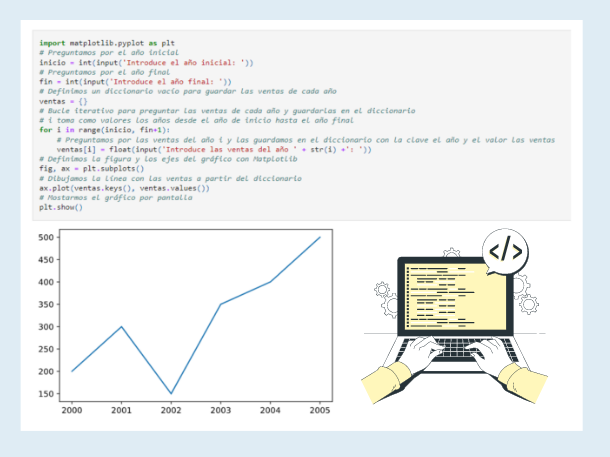 import matplotlib.pyplot as plt
# Preguntamos por el año inicial
inicio = int(input('Introduce el año inicial: '))
# Preguntamos por el año final
fin = int(input('Introduce el año final: '))
# Definimos un diccionario vacío para guardar las ventas de cada año
ventas = {}
# Bucle iterativo para preguntar las ventas de cada año y guardarlas en el diccionario
# i toma como valores los años desde el año de inicio hasta el año final
for i in range(inicio, fin+1):
# Preguntamos por las ventas del año i y las guardamos en el diccionario con la clave el año y el valor las ventas
ventas[i] = float(input('Introduce las ventas del año ' + str(i) +': '))
# Definimos la figura y los ejes del gráfico con Matplotlib
fig, ax = plt.subplots()
# Dibujamos la línea con las ventas a partir del diccionario
ax.plot(ventas.keys(), ventas.values())
# Mostarmos el gráfico por pantalla
plt.show()
500
450
400
350
300
250
200
150
2000 2001 2002 2003 2004 2005
</>